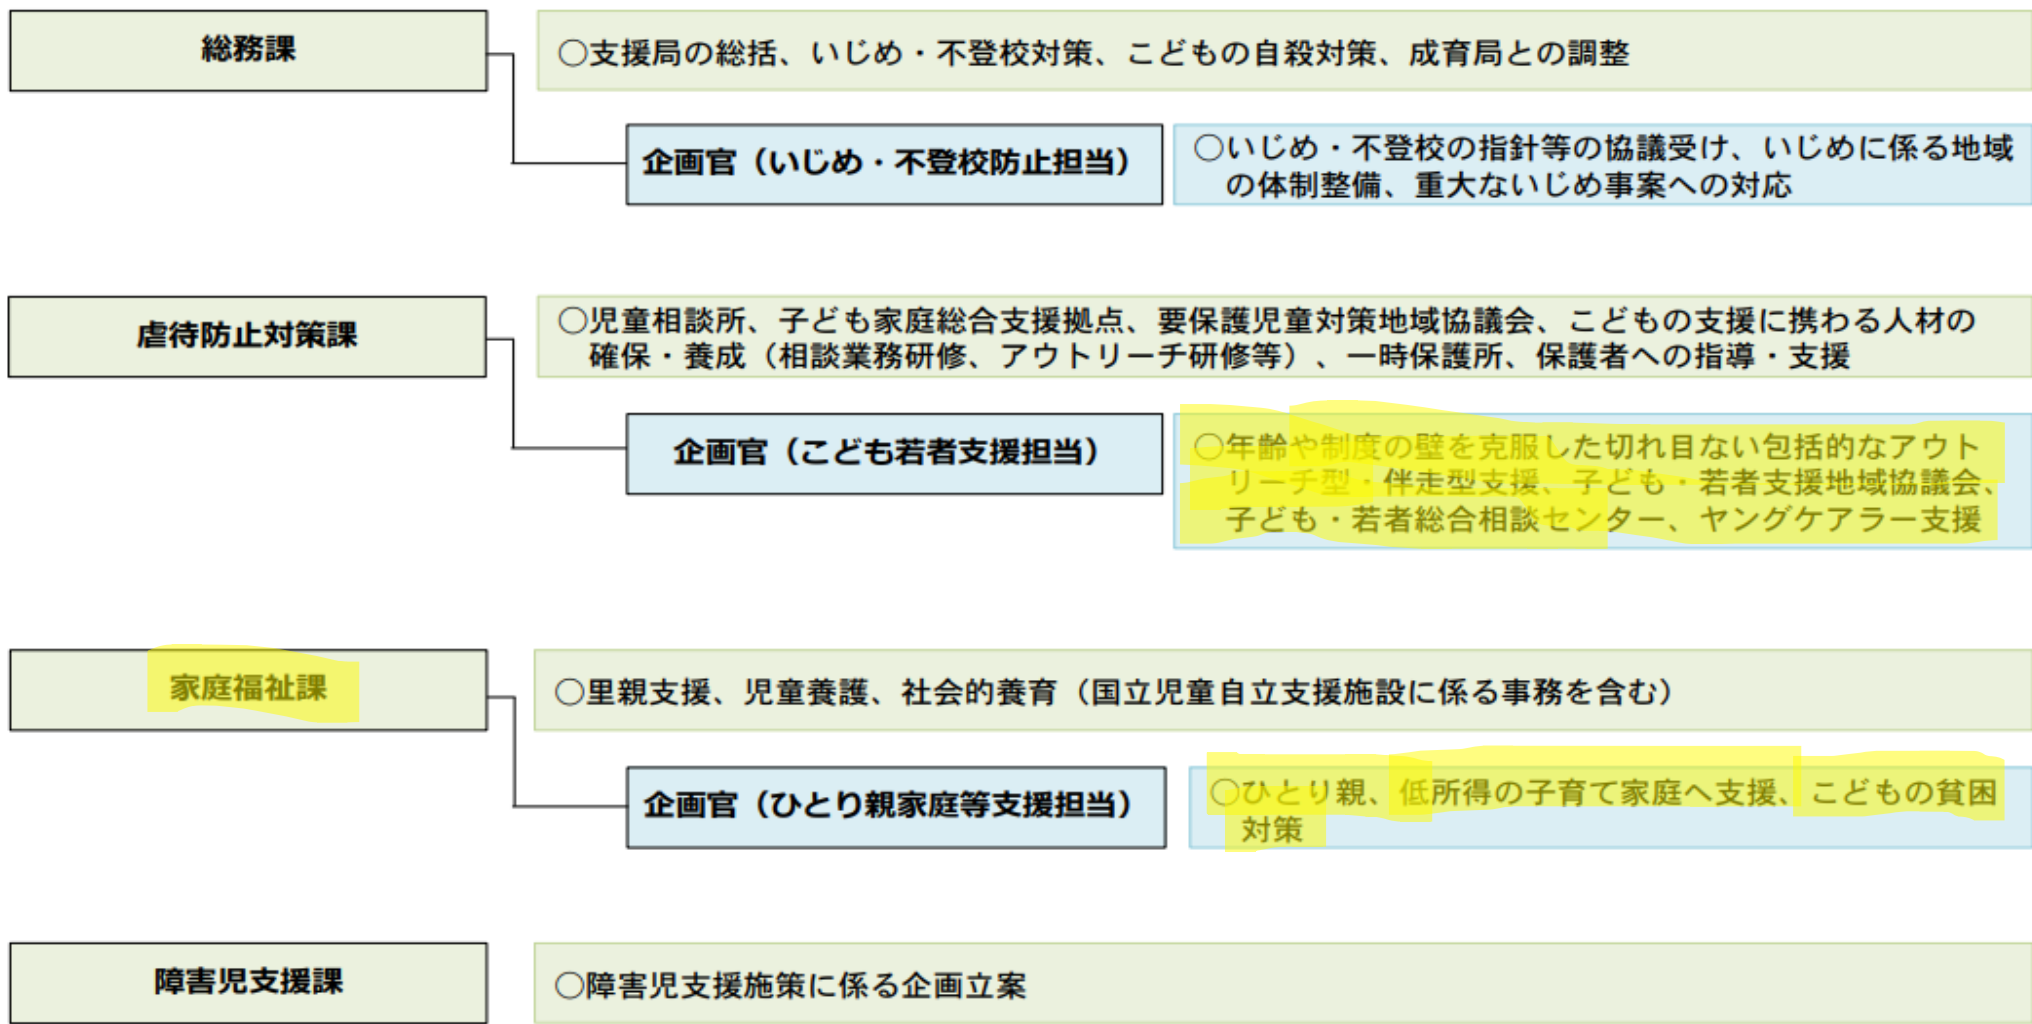 総務課
○支援局の総括、いじめ・不登校対策、こどもの自殺対策、成育局との調整
企画官（いじめ・不登校防止担当）
○いじめ・不登校の指針等の協議受け、いじめに係る地域
の体制整備、重大ないじめ事案への対応
虐待防止対策課
○児童相談所、子ども家庭総合支援拠点、要保護児童対策地域協議会、こどもの支援に携わる人材の
確保・養成（相談業務研修、アウトリーチ研修等）、一時保護所、保護者への指導・支援
企画官（こども若者支援担当）
○年齢や制度の壁を克服した切れ目ない包括的なアウト
リーチ型・伴走型支援、子ども・若者支援地域協議会、
子ども・若者総合相談センター、ヤングケアラー支援
家庭福祉課
○里親支援、児童養護、社会的養育（国立児童自立支援施設に係る事務を含む）
企画官（ひとり親家庭等支援担当）
○ひとり親、低所得の子育て家庭へ支援、こどもの貧困
対策
障害児支援課
○障害児支援施策に係る企画立案